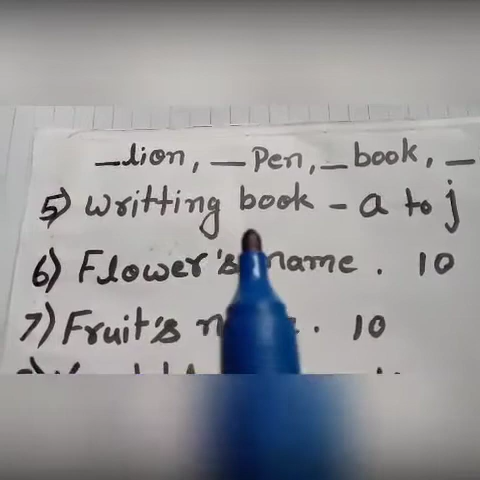 _lion, _Pen, _book, _
5) Writting book - a to j
6) Flower's name. 10
7) Fruit's 10